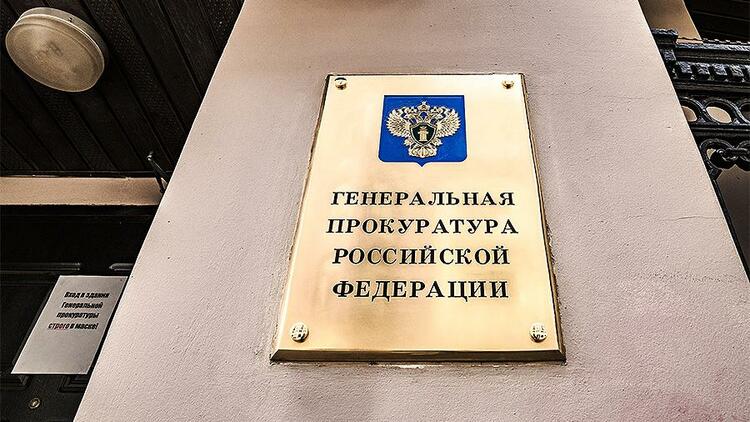 ГЕНЕРАЛЬНАЯ
ПРОКУРАТУРА
РОССИЙСКОЙ
ФЕДЕРАЦИИ
Вход в здание
Генеральной
прокуратуры
строго в маске!